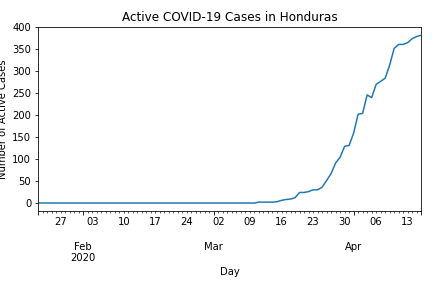 Active COVID-19 Cases in Honduras
Number of Active Cases
400
350
300
250
200
150
100
50
0
27 03 10 17 24 02 09 16 23 30 06 13
Feb Mar Apr
2020
Day